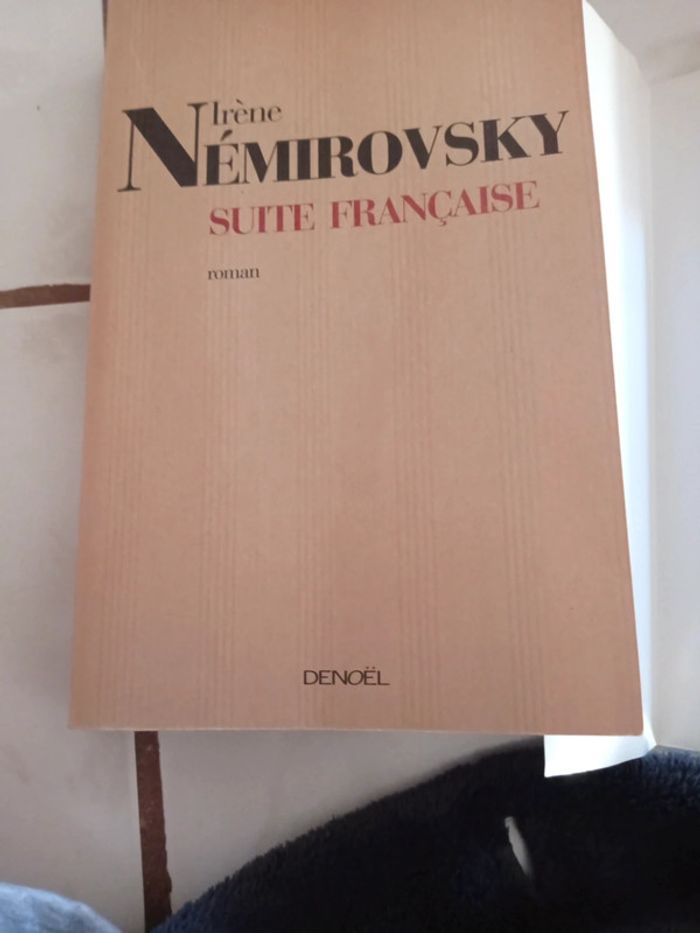 Irène
NÉMIROVSKY
SUITE FRANÇAISE
roman
DENOËL